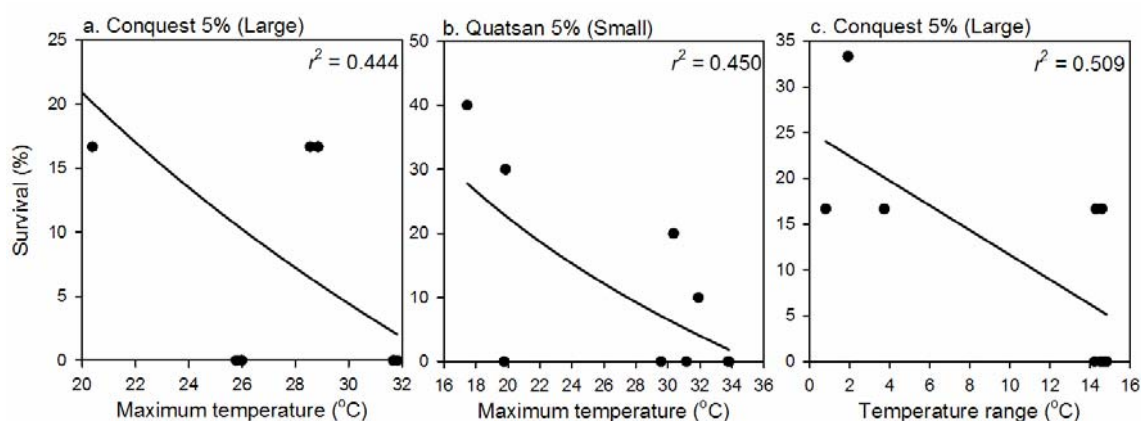 a. Conquest 5% (Large)
r² = 0.444
Survival (%)
25
20
15
10
5
0
20 22 24 26 28 30 32
Maximum temperature (°C)
b. Quatsan 5% (Small)
r² = 0.450
50
40
30
20
10
0
16 18 20 22 24 26 28 30 32 34 36
Maximum temperature (°C)
c. Conquest 5% (Large)
r² = 0.509
35
30
25
20
15
10
5
0
0 2 4 6 8 10 12 14 16
Temperature range (°C)